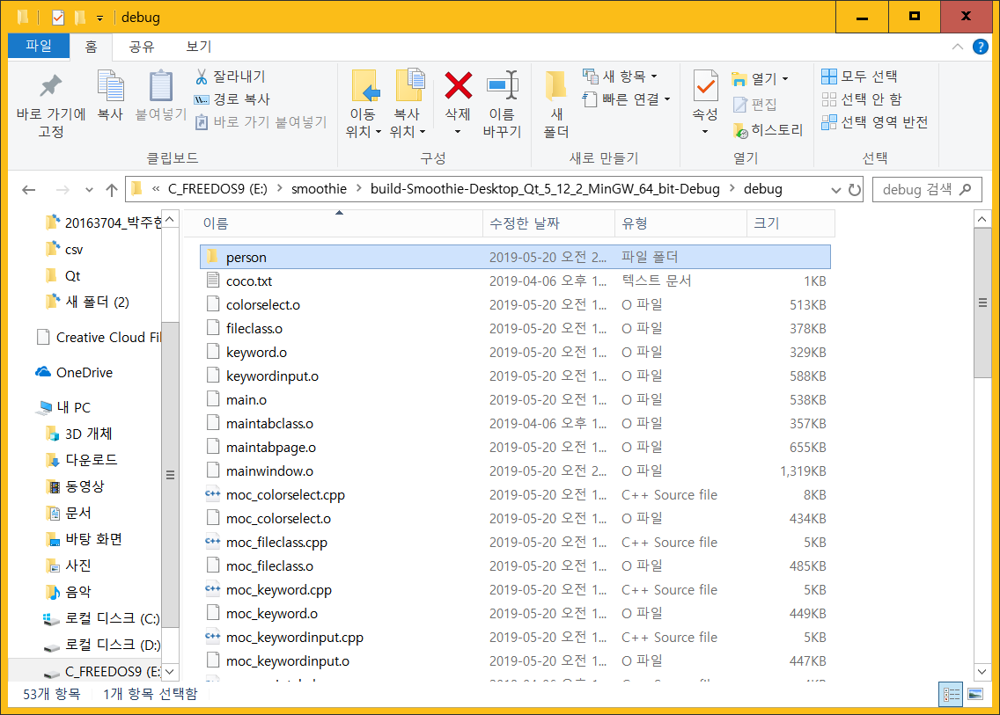 debug
파일 홈 공유 보기
바로 가기에
고정
복사
붙여넣기
잘라내기
경로 복사
바로 가기 붙여넣기
클립보드
이동
위치
복사
위치
삭제
이름
바꾸기
구성
새
폴더
새 항목
빠른 연결
새로 만들기
속성
열기
편집
히스토리
열기
모두 선택
선택 안 함
선택 영역 반전
선택
« C_FREEDOS9 (E:) > smoothie > build-Smoothie-Desktop_Qt_5_12_2_MinGW_64_bit-Debug > debug
debug 검색
20163704_박주현
csv
Qt
새 폴더 (2)
Creative Cloud Fil
OneDrive
내 PC
3D 개체
다운로드
동영상
문서
바탕 화면
사진
음악
로컬 디스크 (C:)
로컬 디스크 (D:)
C_FREEDOS9 (E:
이름 수정한 날짜 유형 크기
person 2019-05-20 오전 2... 파일 폴더
coco.txt 2019-04-06 오후 1... 텍스트 문서 1KB
colorselect.o 2019-05-20 오전 1... O 파일 513KB
fileclass.o 2019-05-20 오전 1... O 파일 378KB
keyword.o 2019-05-20 오전 1... O 파일 329KB
keywordinput.o 2019-05-20 오전 1... O 파일 588KB
main.o 2019-05-20 오전 1... O 파일 538KB
maintabclass.o 2019-04-06 오후 1... O 파일 357KB
maintabpage.o 2019-05-20 오전 1... O 파일 655KB
mainwindow.o 2019-05-20 오전 2... O 파일 1,319KB
moc_colorselect.cpp 2019-05-20 오전 1... C++ Source file 8KB
moc_colorselect.o 2019-05-20 오전 1... O 파일 434KB
moc_fileclass.cpp 2019-05-20 오전 1... C++ Source file 5KB
moc_fileclass.o 2019-05-20 오전 1... O 파일 485KB
moc_keyword.cpp 2019-05-20 오전 1... C++ Source file 5KB
moc_keyword.o 2019-05-20 오전 1... O 파일 449KB
moc_keywordinput.cpp 2019-05-20 오전 1... C++ Source file 5KB
moc_keywordinput.o 2019-05-20 오전 1... O 파일 447KB
53개 항목 1개 항목 선택함